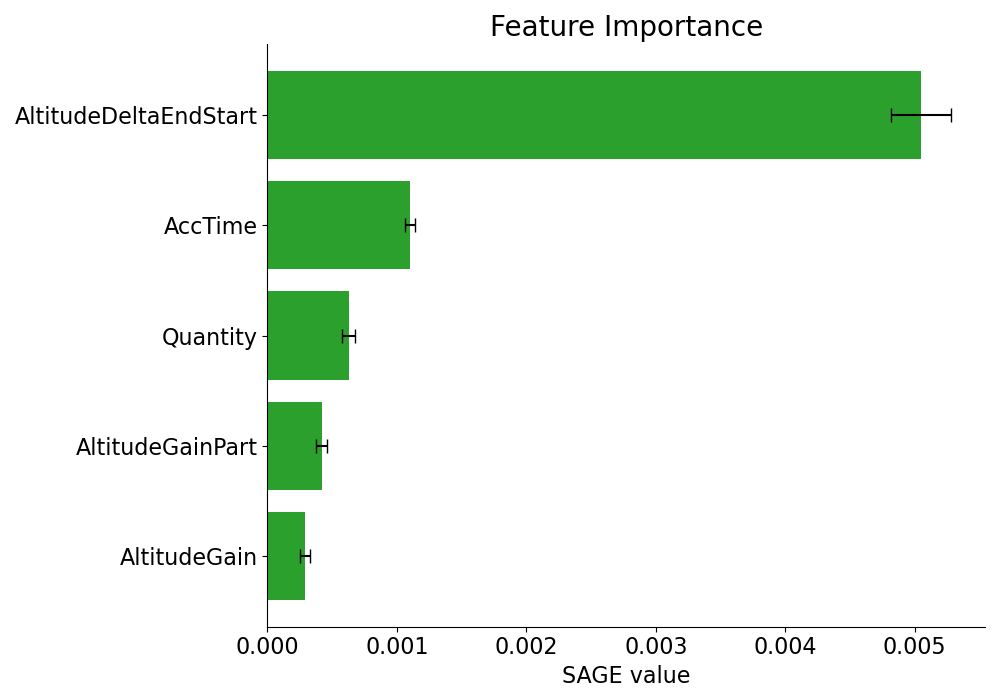 Feature Importance
AltitudeDeltaEndStart
AccTime
Quantity
AltitudeGainPart
AltitudeGain
0.000 0.001 0.002 0.003 0.004 0.005
SAGE value